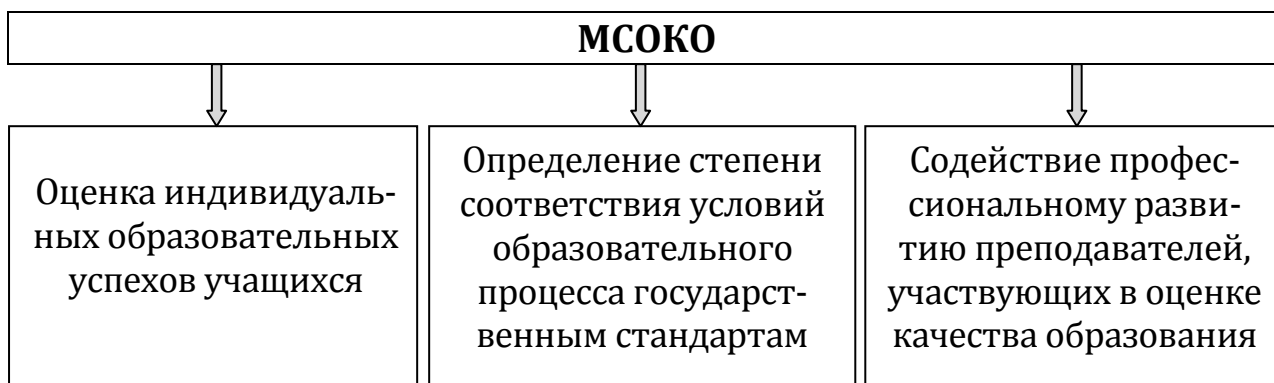 МСОКО
Оценка индивидуаль-
ных образовательных
успехов учащихся
Определение степени
соответствия условий
образовательного
процесса государст-
венным стандартам
Содействие профес-
сиональному разви-
тию преподавателей,
участвующих в оценке
качества образования